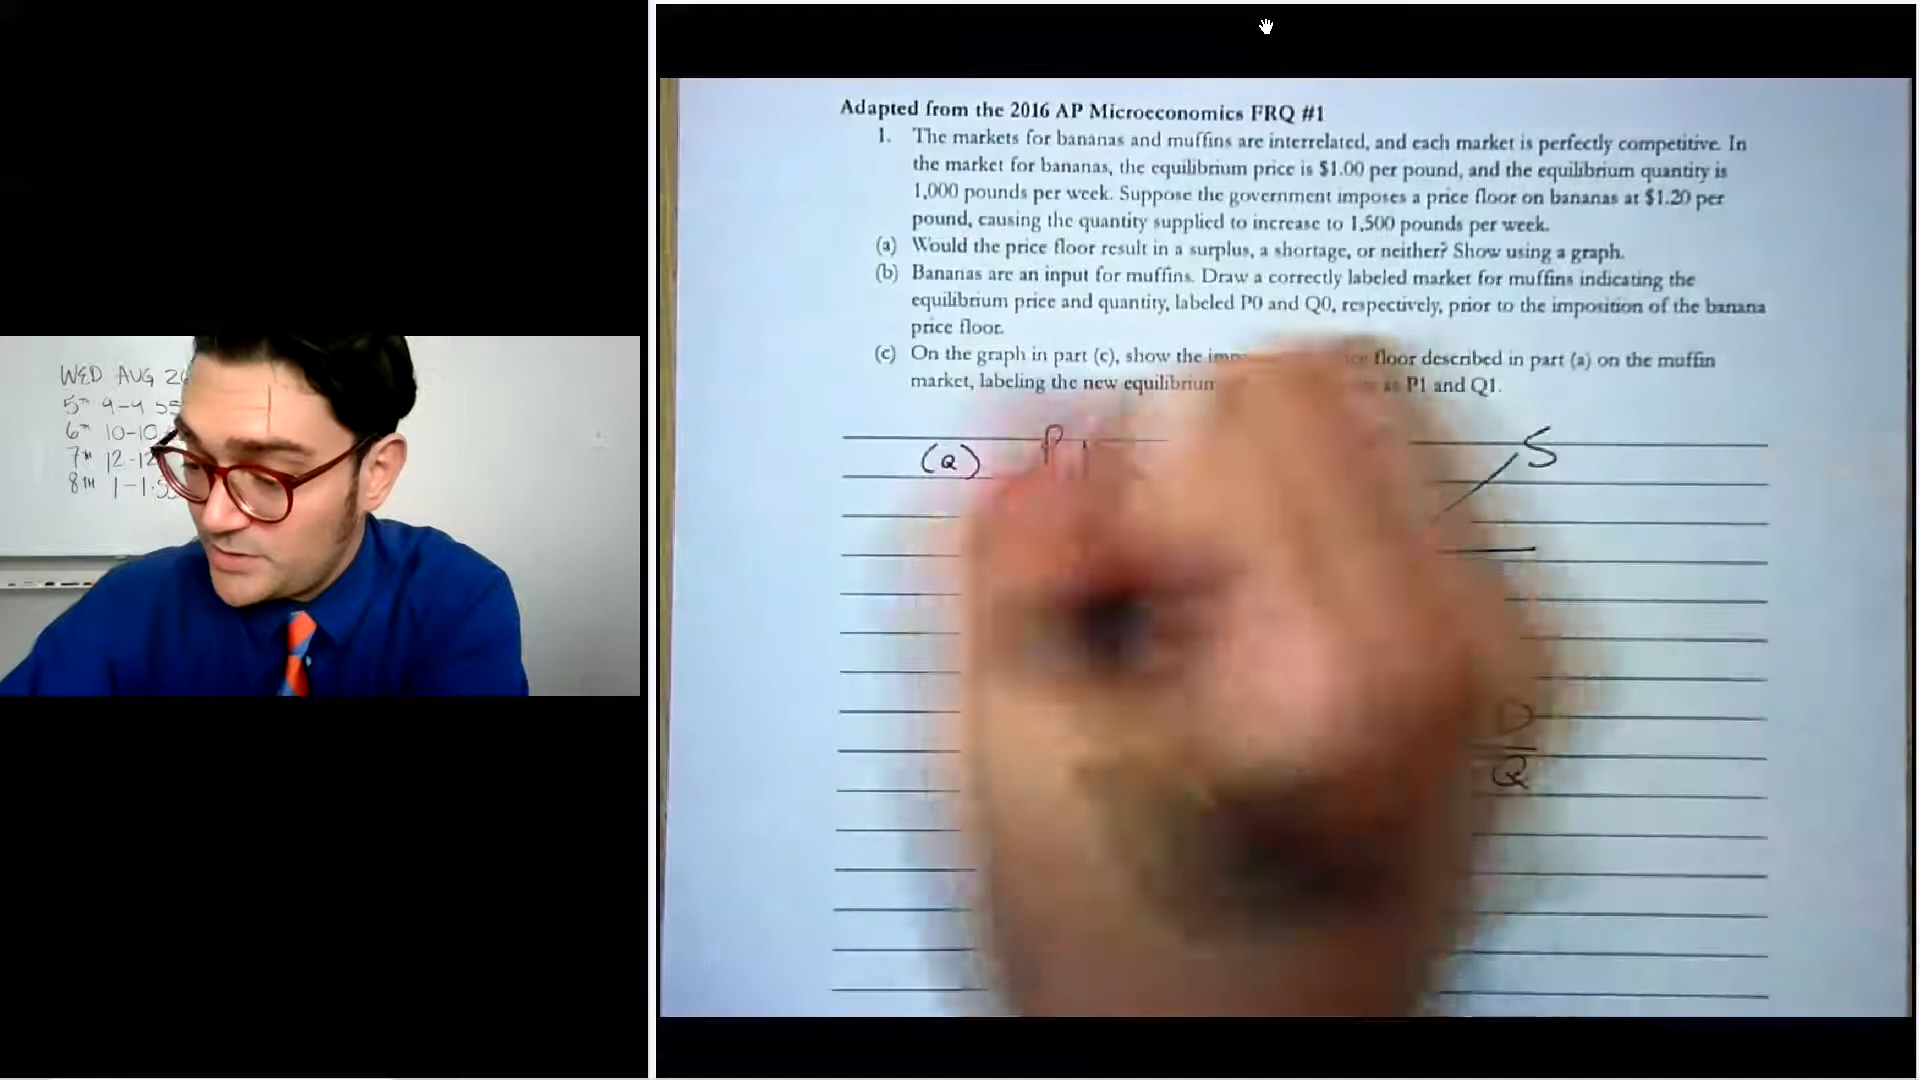 WED AUG 26
5TH 9-9 55
6TH 10-10
7TH 12-12
8TH 1-1:5
Adapted from the 2016 AP Microeconomics FRQ #1
1. The markets for bananas and muffins are interrelated, and each market is perfectly competitive. In
the market for bananas, the equilibrium price is $1.00 per pound, and the equilibrium quantity is
1,000 pounds per week. Suppose the government imposes a price floor on bananas at $1.20 per
pound, causing the quantity supplied to increase to 1,500 pounds per week.
(a) Would the price floor result in a surplus, a shortage, or neither? Show using a graph.
(b) Bananas are an input for muffins. Draw a correctly labeled market for muffins indicating the
equilibrium price and quantity, labeled P0 and Q0, respectively, prior to the imposition of the banana
price floor.
(c) On the graph in part (c), show the floor described in part (a) on the muffin
market, labeling the new equilibrium as P1 and Q1.
(a) P
S
D
Q